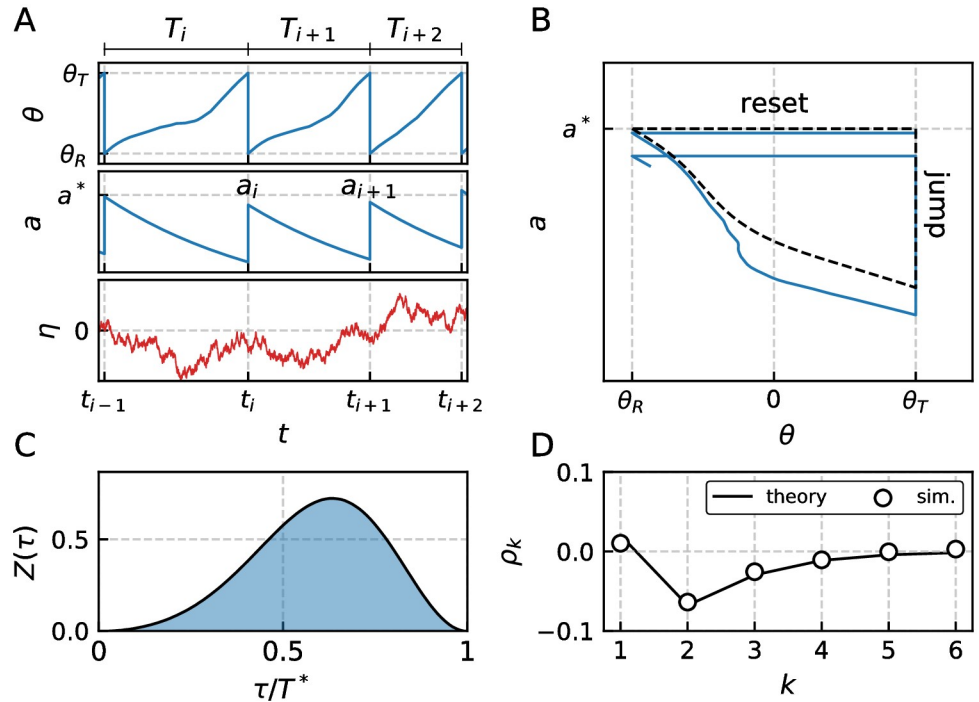 A
T_i T_{i+1} T_{i+2}
θ_T
θ
θ_R
a*
a
a_i a_{i+1}
η
0
t_{i−1} t_i t_{i+1} t_{i+2}
t
B
reset
a*
jump
a
θ_R 0 θ_T
θ
C
Z(τ)
0.5
0.0
0 0.5 1
τ/T*
D
0.1
theory sim.
ρ_k
0.0
−0.1
1 2 3 4 5 6
k